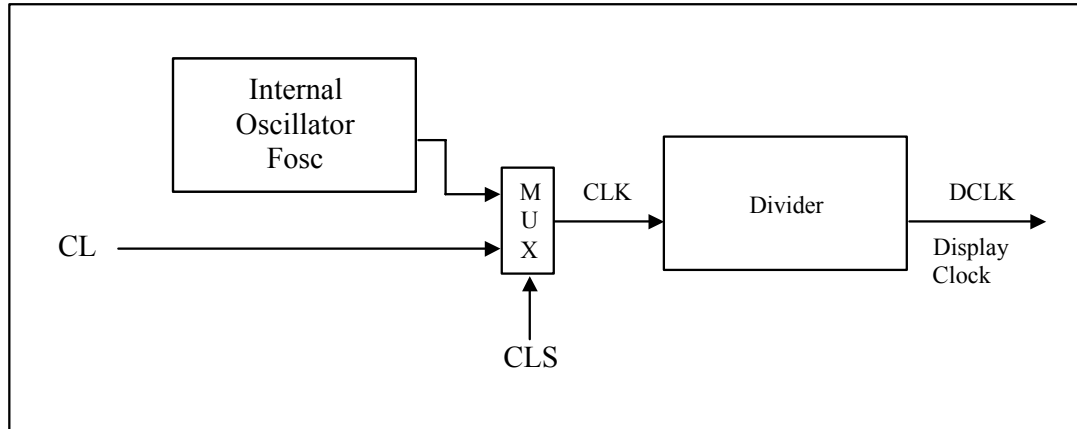 Internal
Oscillator
Fosc
M
U
X
CLK
Divider
DCLK
CL
Display
Clock
CLS